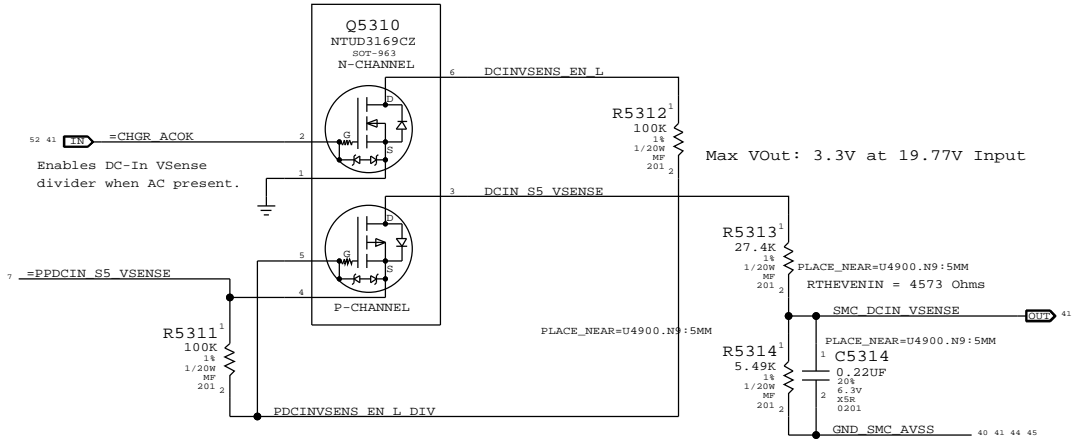 Q5310
NTUD3169CZ
SOT-963
N-CHANNEL
D
G
S
6
DCINVSENS_EN_L
52 41
IN
=CHGR_ACOK
2
Enables DC-In VSense
divider when AC present.
1
R5312
100K
1%
1/20W
MF
201
1
2
Max VOut: 3.3V at 19.77V Input
3
DCIN_S5_VSENSE
D
G
S
5
4
P-CHANNEL
7
=PPDCIN_S5_VSENSE
R5311
100K
1%
1/20W
MF
201
1
2
PDCINVSENS_EN_L_DIV
R5313
27.4K
1%
1/20W
MF
201
1
2
PLACE_NEAR=U4900.N9:5MM
RTHEVENIN = 4573 Ohms
SMC_DCIN_VSENSE
OUT
41
PLACE_NEAR=U4900.N9:5MM
PLACE_NEAR=U4900.N9:5MM
R5314
5.49K
1%
1/20W
MF
201
1
2
1
C5314
0.22UF
20%
6.3V
X5R
0201
2
GND_SMC_AVSS
40 41 44 45